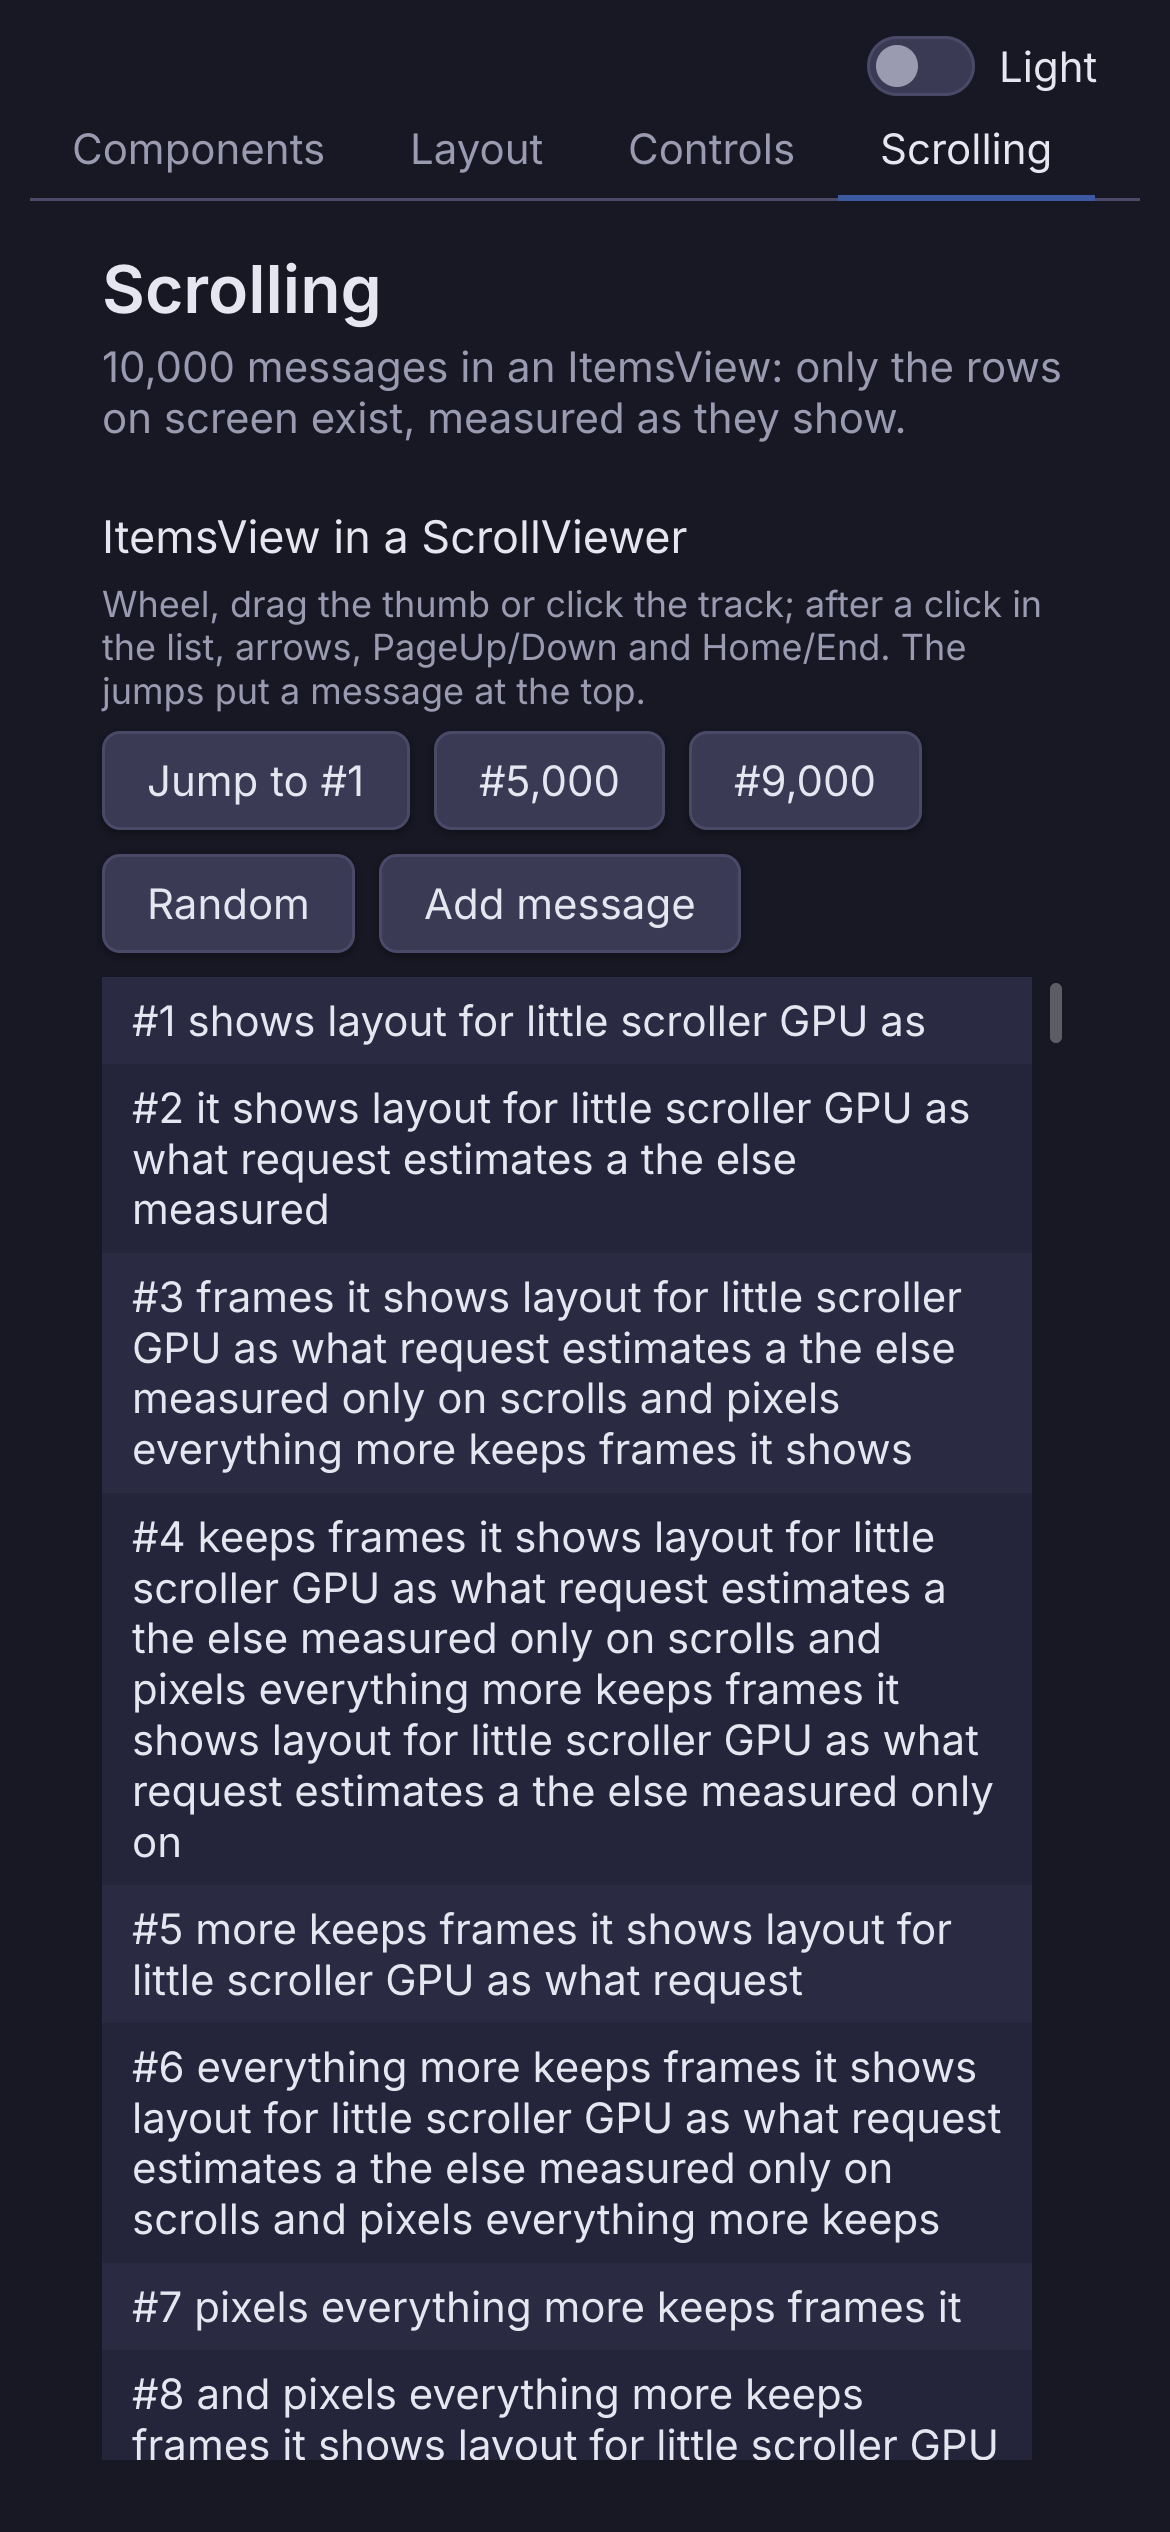 Light
Components Layout Controls Scrolling
Scrolling
10,000 messages in an ItemsView: only the rows
on screen exist, measured as they show.
ItemsView in a ScrollViewer
Wheel, drag the thumb or click the track; after a click in
the list, arrows, PageUp/Down and Home/End. The
jumps put a message at the top.
Jump to #1 #5,000 #9,000
Random Add message
#1 shows layout for little scroller GPU as
#2 it shows layout for little scroller GPU as
what request estimates a the else
measured
#3 frames it shows layout for little scroller
GPU as what request estimates a the else
measured only on scrolls and pixels
everything more keeps frames it shows
#4 keeps frames it shows layout for little
scroller GPU as what request estimates a
the else measured only on scrolls and
pixels everything more keeps frames it
shows layout for little scroller GPU as what
request estimates a the else measured only
on
#5 more keeps frames it shows layout for
little scroller GPU as what request
#6 everything more keeps frames it shows
layout for little scroller GPU as what request
estimates a the else measured only on
scrolls and pixels everything more keeps
#7 pixels everything more keeps frames it
#8 and pixels everything more keeps
frames it shows layout for little scroller GPU